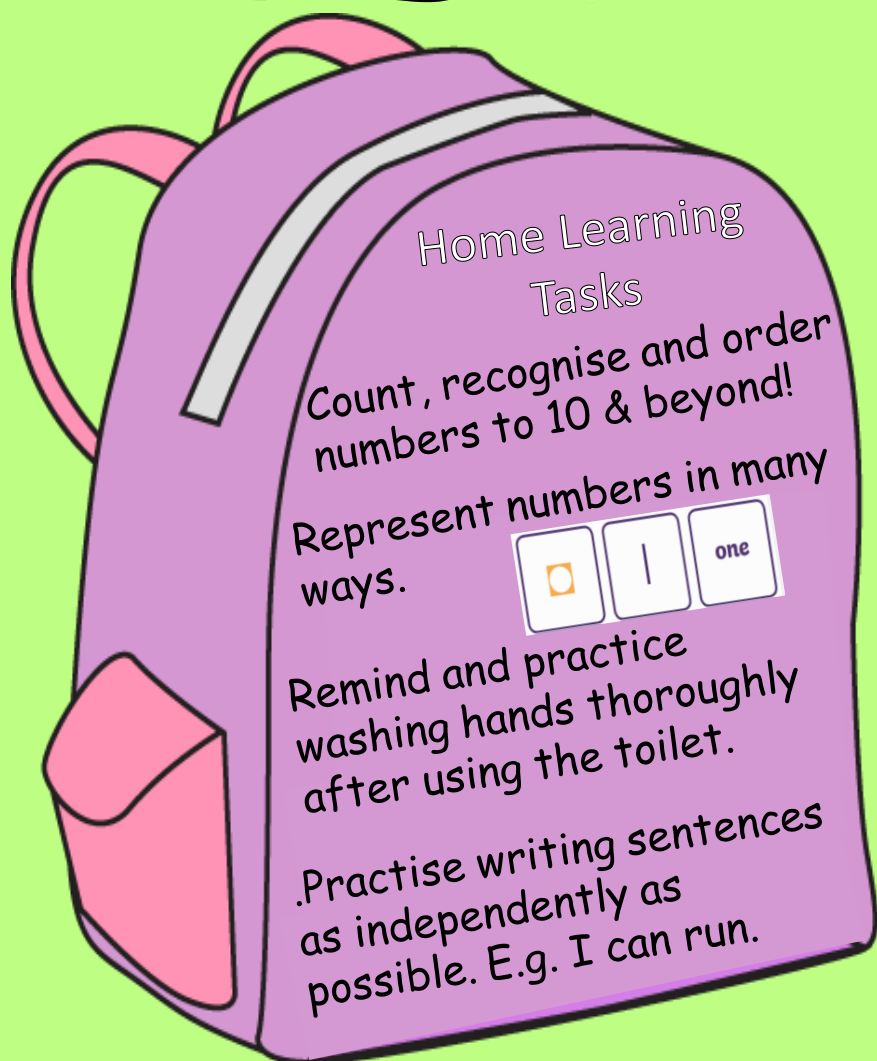 Home Learning
Tasks
Count, recognise and order
numbers to 10 & beyond!
Represent numbers in many
ways.
| one
Remind and practice
washing hands thoroughly
after using the toilet.
.Practise writing sentences
as independently as
possible. E.g. I can run.